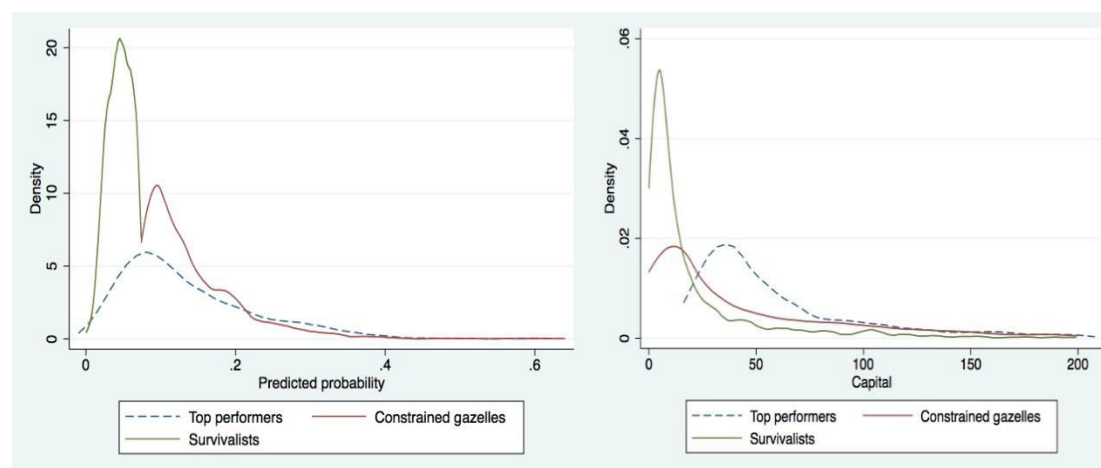 20
15
10
5
0
Density
0 .2 .4 .6
Predicted probability
Top performers Constrained gazelles
Survivalists
.06
.04
.02
0
Density
0 50 100 150 200
Capital
Top performers Constrained gazelles
Survivalists